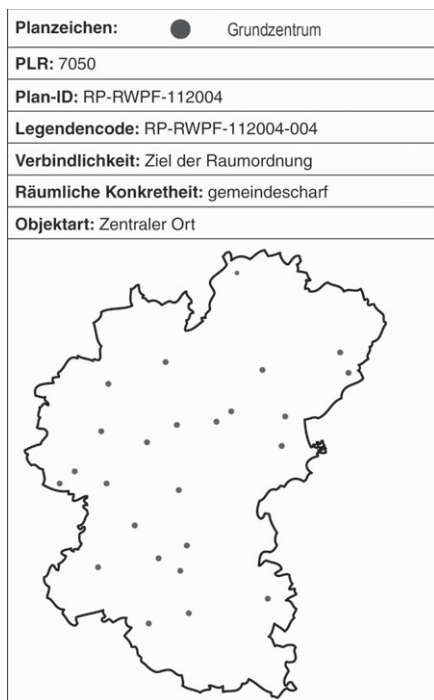 Planzeichen: Grundzentrum
PLR: 7050
Plan-ID: RP-RWPF-112004
Legendencode: RP-RWPF-112004-004
Verbindlichkeit: Ziel der Raumordnung
Räumliche Konkretheit: gemeindescharf
Objektart: Zentraler Ort